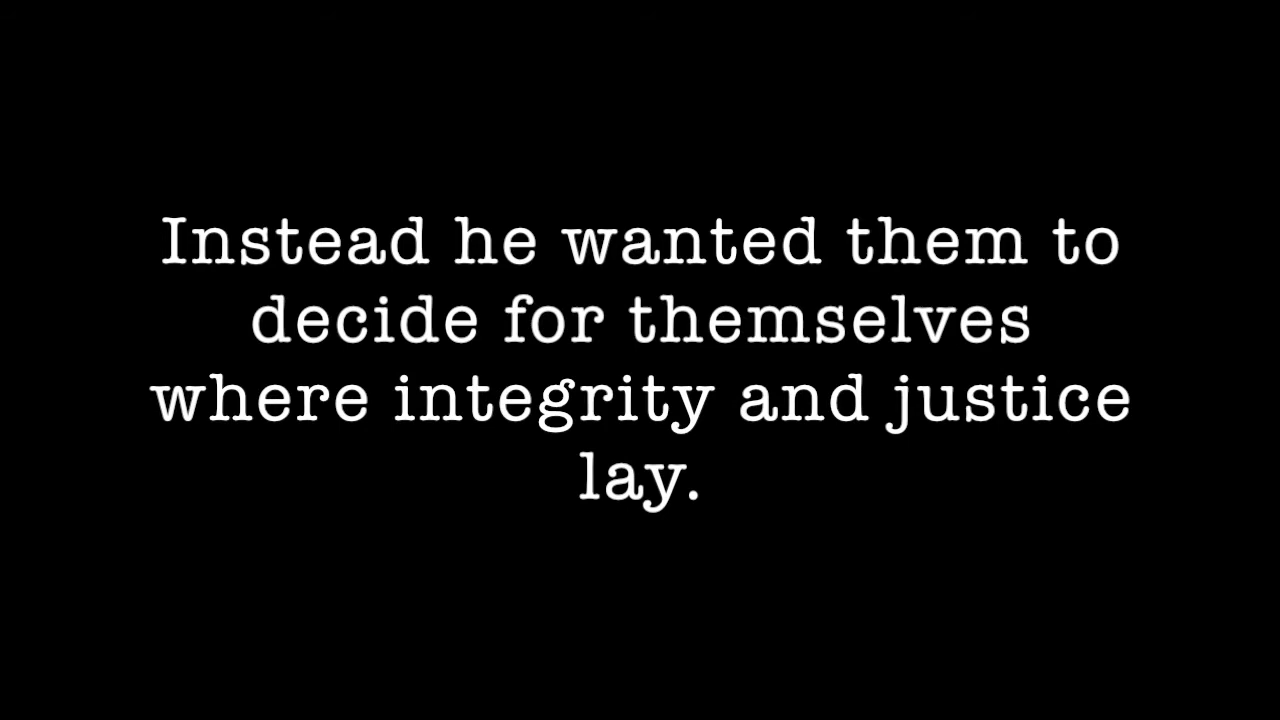 Instead he wanted them to
decide for themselves
where integrity and justice
lay.